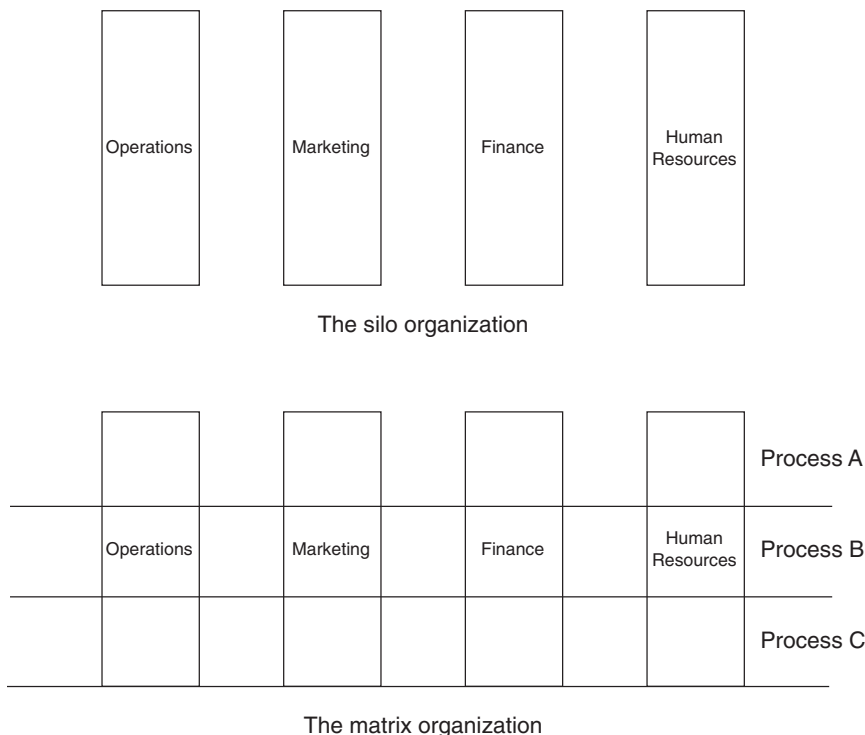 Operations
Marketing
Finance
Human
Resources
The silo organization
Process A
Operations
Marketing
Finance
Human
Resources
Process B
Process C
The matrix organization